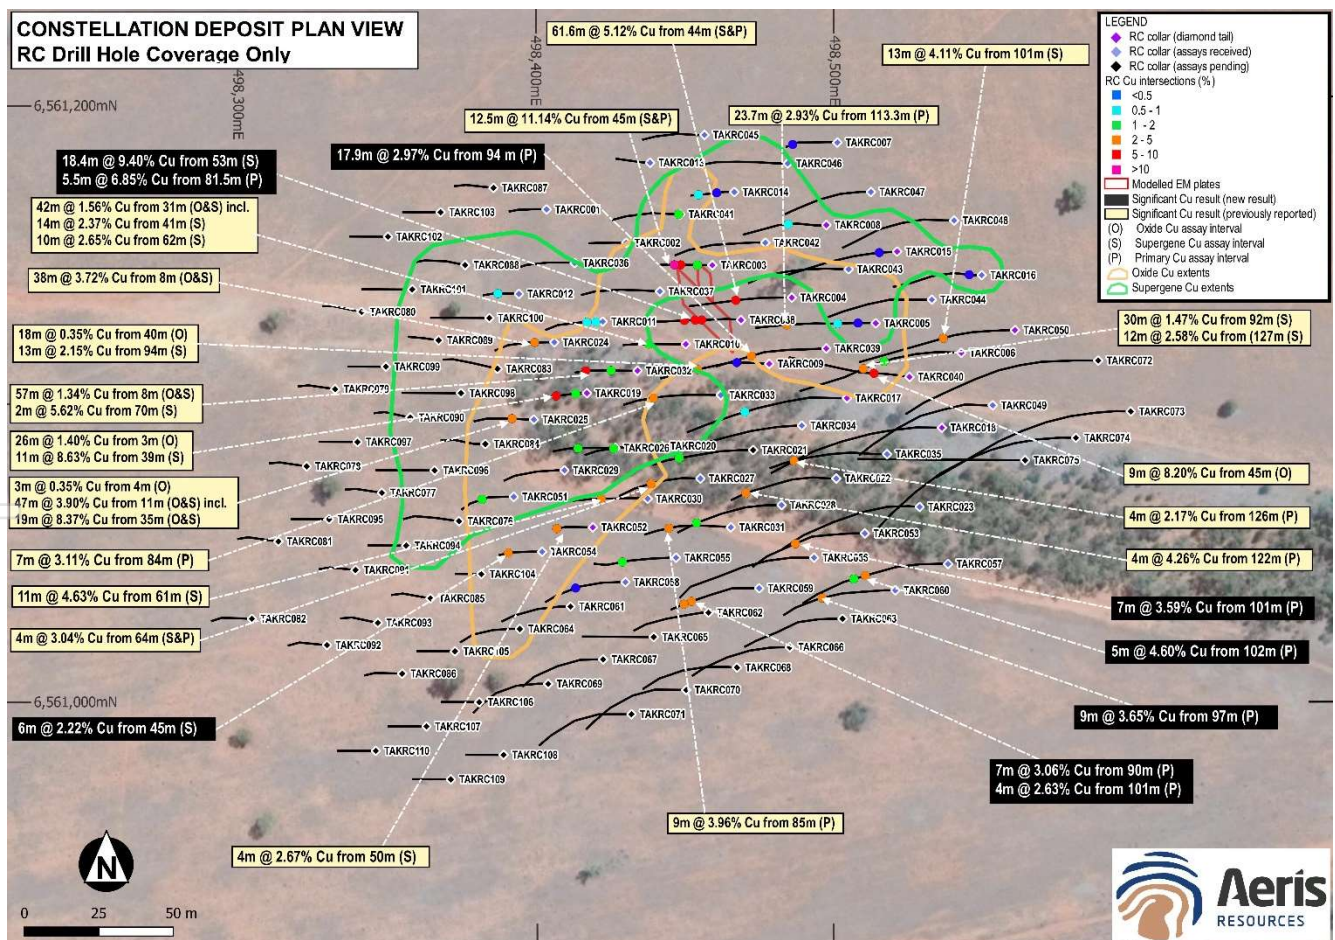 CONSTELLATION DEPOSIT PLAN VIEW
RC Drill Hole Coverage Only
498,300mE
498,400mE
498,500mE
6,561,200mN
6,561,000mN
61.6m @ 5.12% Cu from 44m (S&P)
13m @ 4.11% Cu from 101m (S)
12.5m @ 11.14% Cu from 45m (S&P)
23.7m @ 2.93% Cu from 113.3m (P)
17.9m @ 2.97% Cu from 94 m (P)
18.4m @ 9.40% Cu from 53m (S)
5.5m @ 6.85% Cu from 81.5m (P)
42m @ 1.56% Cu from 31m (O&S) incl.
14m @ 2.37% Cu from 41m (S)
10m @ 2.65% Cu from 62m (S)
38m @ 3.72% Cu from 8m (O&S)
18m @ 0.35% Cu from 40m (O)
13m @ 2.15% Cu from 94m (S)
57m @ 1.34% Cu from 8m (O&S)
2m @ 5.62% Cu from 70m (S)
26m @ 1.40% Cu from 3m (O)
11m @ 8.63% Cu from 39m (S)
3m @ 0.35% Cu from 4m (O)
47m @ 3.90% Cu from 11m (O&S) incl.
19m @ 8.37% Cu from 35m (O&S)
7m @ 3.11% Cu from 84m (P)
11m @ 4.63% Cu from 61m (S)
4m @ 3.04% Cu from 64m (S&P)
6m @ 2.22% Cu from 45m (S)
4m @ 2.67% Cu from 50m (S)
9m @ 3.96% Cu from 85m (P)
7m @ 3.06% Cu from 90m (P)
4m @ 2.63% Cu from 101m (P)
9m @ 3.65% Cu from 97m (P)
5m @ 4.60% Cu from 102m (P)
7m @ 3.59% Cu from 101m (P)
4m @ 4.26% Cu from 122m (P)
4m @ 2.17% Cu from 126m (P)
9m @ 8.20% Cu from 45m (O)
30m @ 1.47% Cu from 92m (S)
12m @ 2.58% Cu (127m (S)
LEGEND
RC collar (diamond tail)
RC collar (assays received)
RC collar (assays pending)
RC Cu intersections (%)
<0.5
0.5 - 1
1 - 2
2 - 5
5 - 10
>10
Modelled EM plates
Significant Cu result (new result)
Significant Cu result (previously reported)
(O) Oxide Cu assay interval
(S) Supergene Cu assay interval
(P) Primary Cu assay interval
Oxide Cu extents
Supergene Cu extents
TAKRC045
TAKRC007
TAKRC013
TAKRC046
TAKRC087
TAKRC014
TAKRC047
TAKRC103
TAKRC001
TAKRC041
TAKRC008
TAKRC048
TAKRC102
TAKRC002
TAKRC042
TAKRC015
TAKRC088
TAKRC036
TAKRC003
TAKRC043
TAKRC016
TAKRC101
TAKRC012
TAKRC037
TAKRC004
TAKRC044
TAKRC080
TAKRC100
TAKRC011
TAKRC038
TAKRC005
TAKRC050
TAKRC089
TAKRC024
TAKRC010
TAKRC039
TAKRC006
TAKRC072
TAKRC099
TAKRC083
TAKRC032
TAKRC009
TAKRC040
TAKRC079
TAKRC098
TAKRC019
TAKRC033
TAKRC017
TAKRC049
TAKRC073
TAKRC090
TAKRC025
TAKRC034
TAKRC018
TAKRC074
TAKRC097
TAKRC084
TAKRC026
TAKRC020
TAKRC021
TAKRC035
TAKRC075
TAKRC078
TAKRC096
TAKRC029
TAKRC027
TAKRC022
TAKRC077
TAKRC051
TAKRC030
TAKRC028
TAKRC023
TAKRC095
TAKRC076
TAKRC052
TAKRC031
TAKRC053
TAKRC081
TAKRC094
TAKRC054
TAKRC055
TAKRC057
TAKRC091
TAKRC104
TAKRC058
TAKRC059
TAKRC060
TAKRC085
TAKRC061
TAKRC062
TAKRC063
TAKRC082
TAKRC093
TAKRC064
TAKRC065
TAKRC092
TAKRC105
TAKRC067
TAKRC066
TAKRC086
TAKRC069
TAKRC068
TAKRC106
TAKRC070
TAKRC107
TAKRC071
TAKRC110
TAKRC108
TAKRC109
N
0 25 50 m
Aeris
RESOURCES